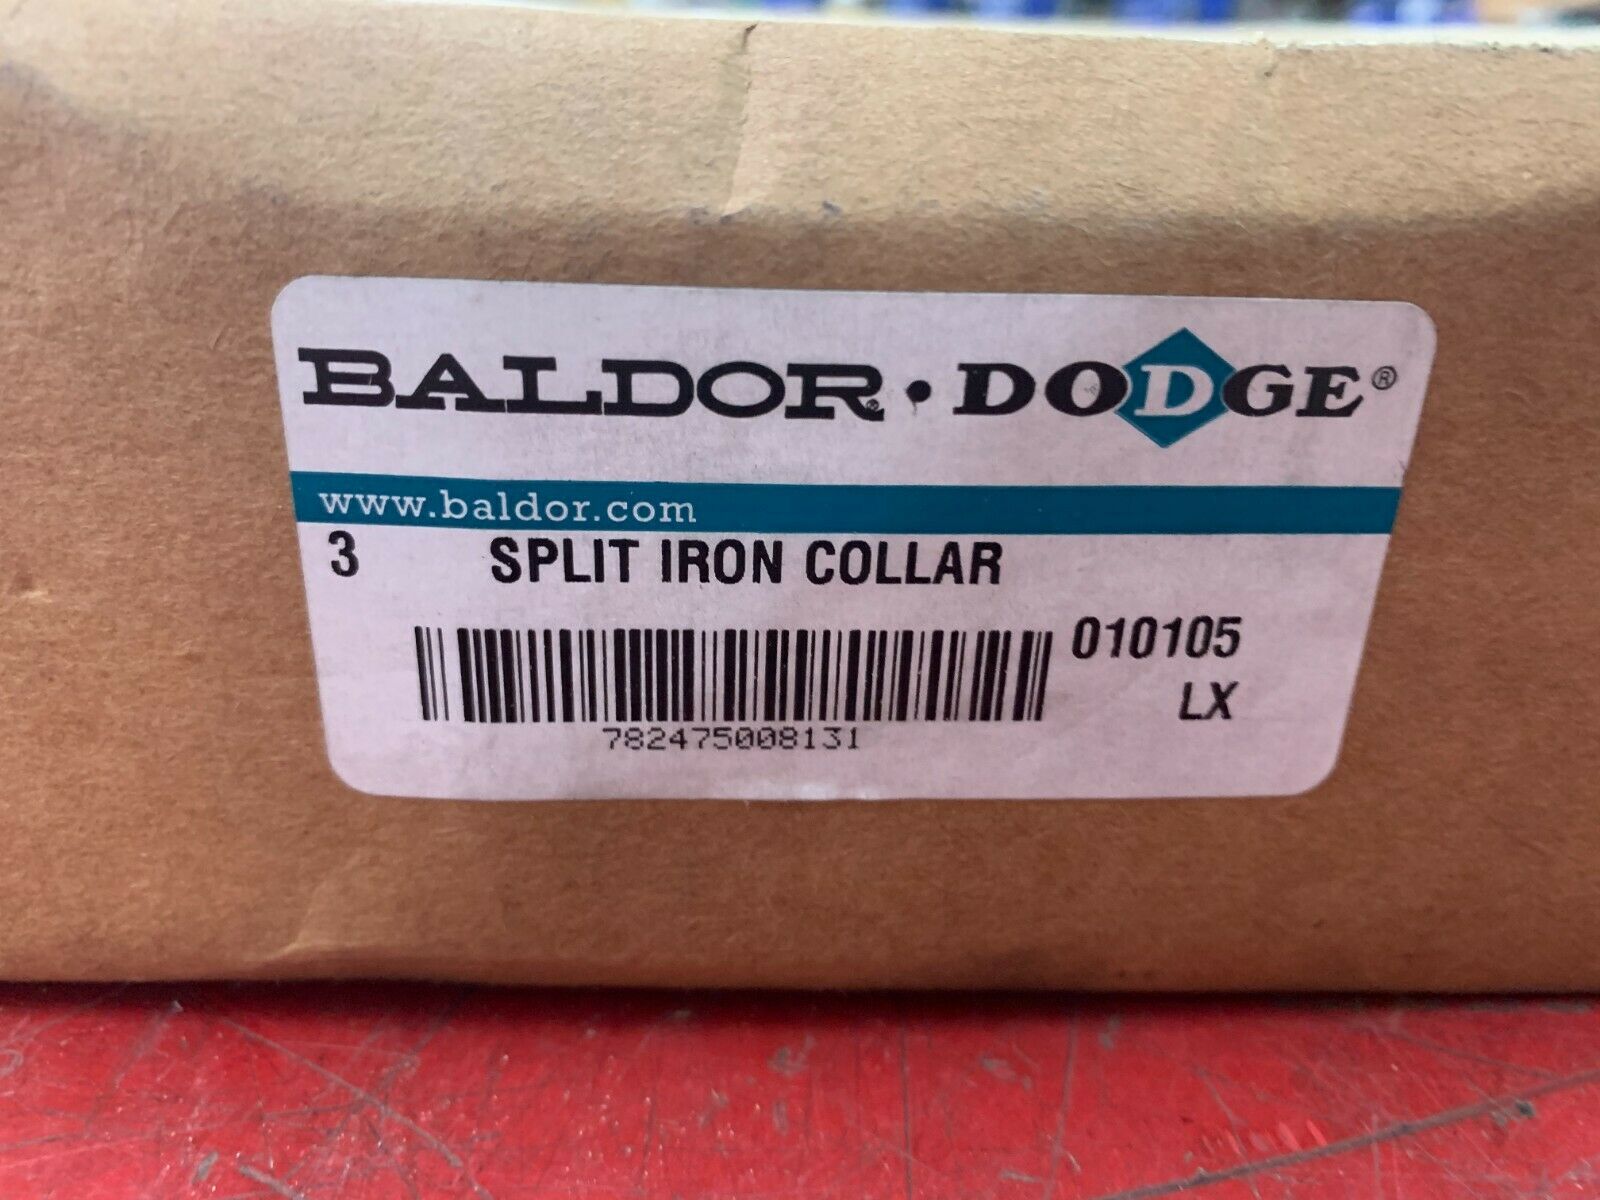 BALDOR® · DODGE®
www.baldor.com
3 SPLIT IRON COLLAR
010105
LX
782475008131